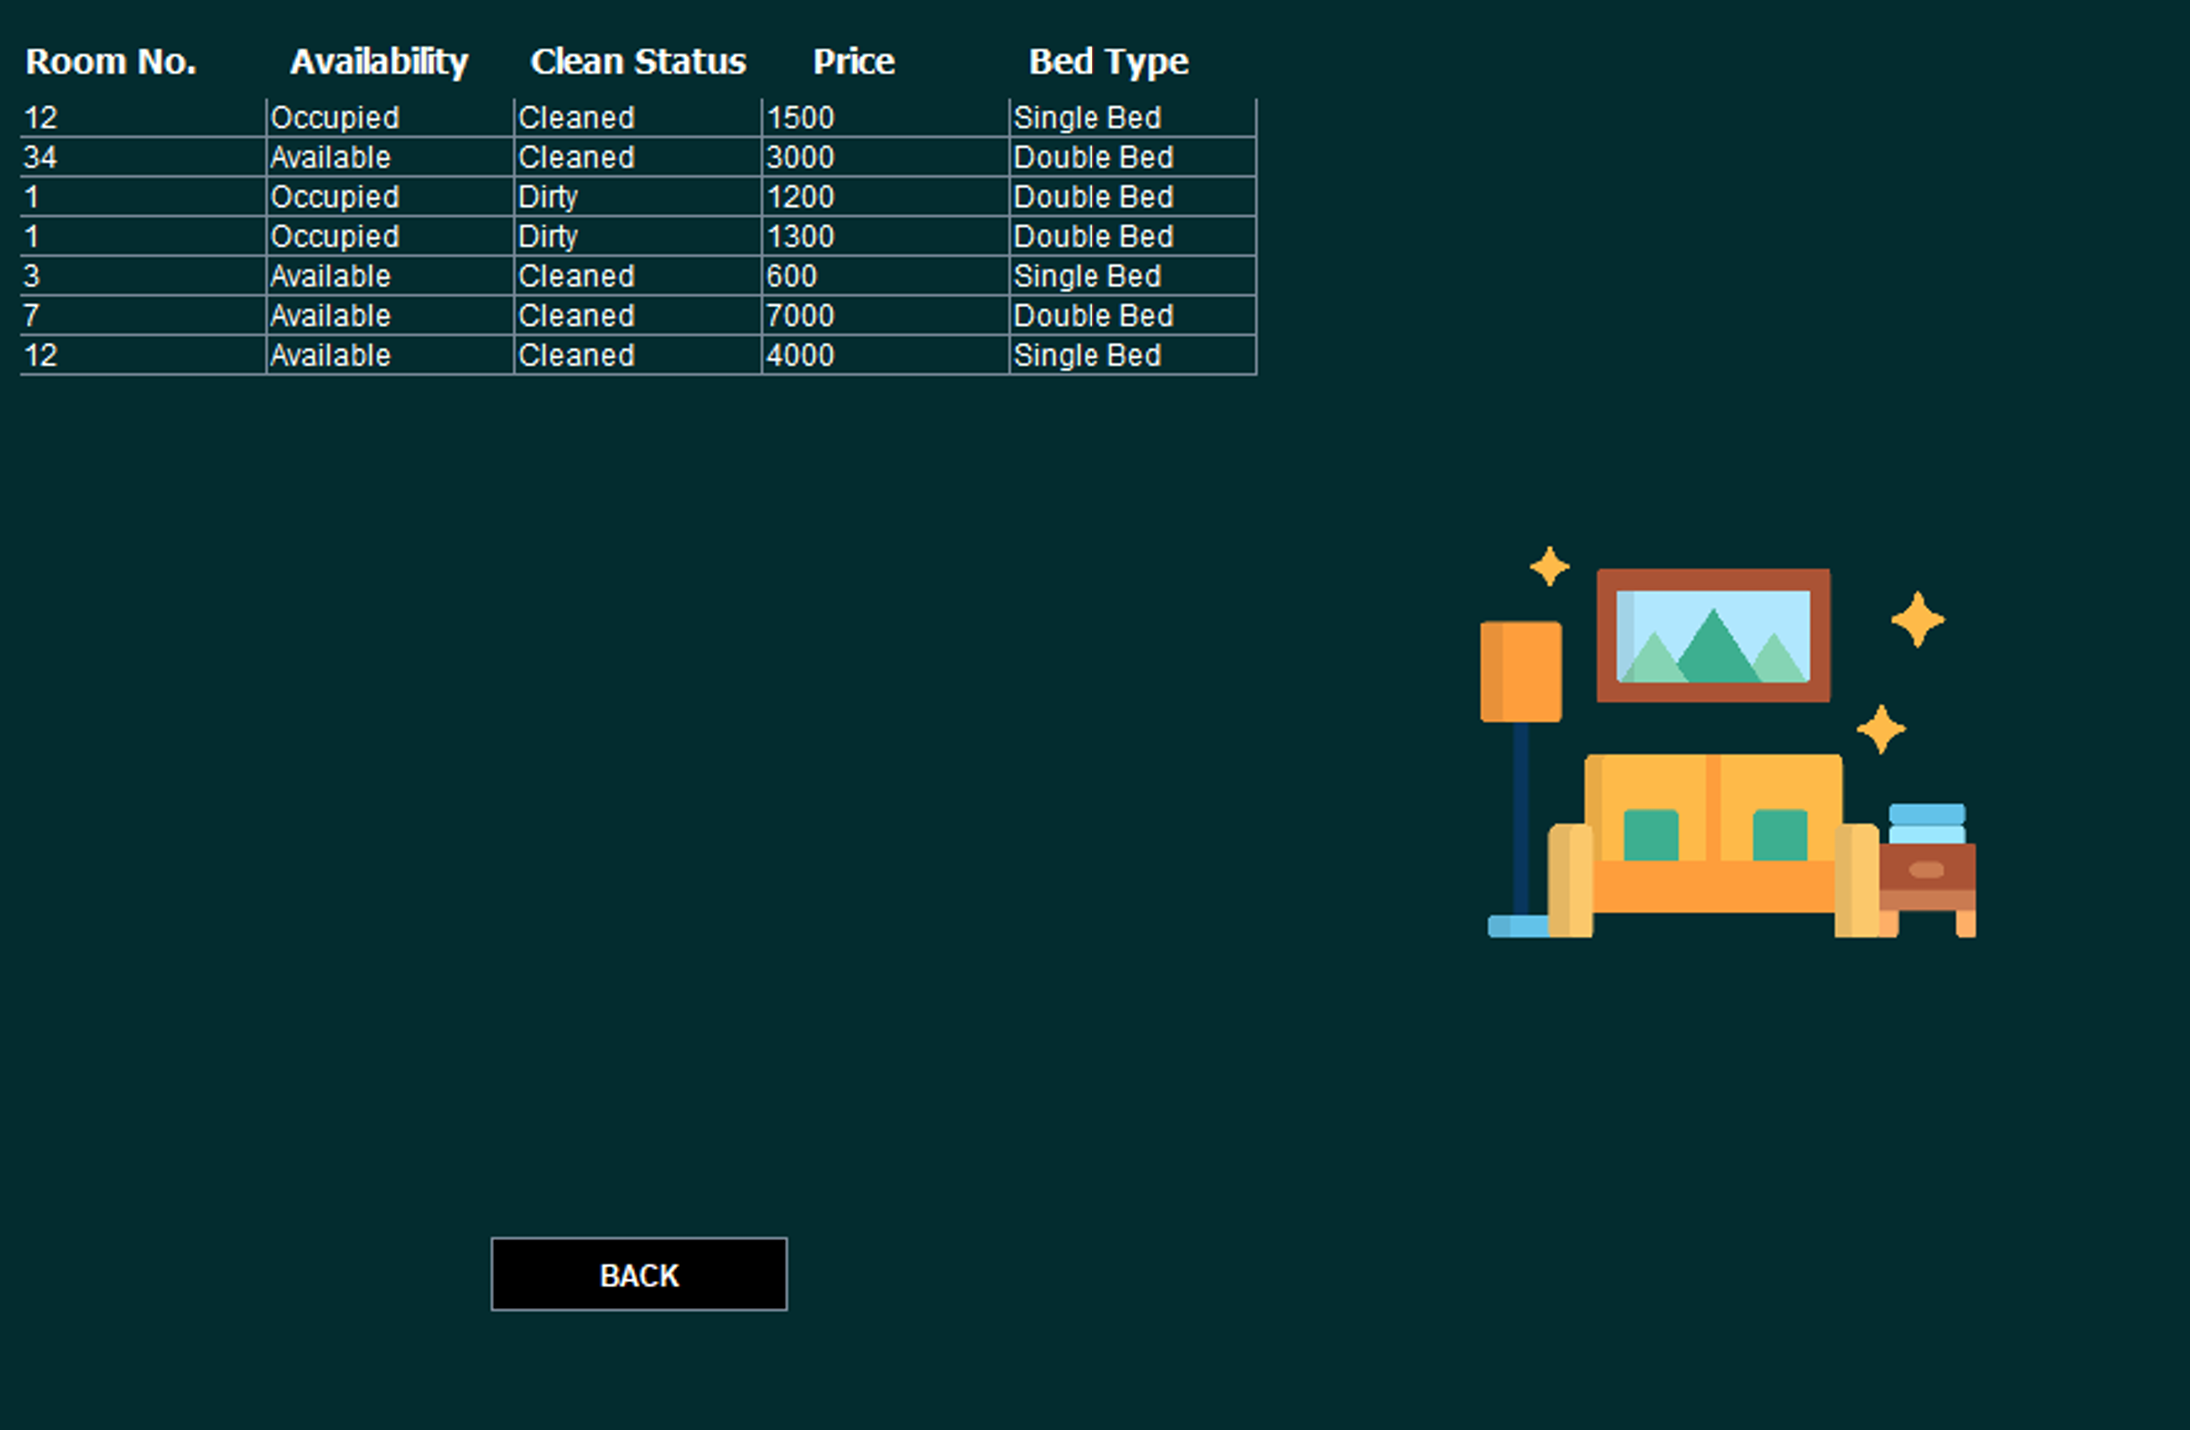 Room No. Availability Clean Status Price Bed Type
12 Occupied Cleaned 1500 Single Bed
34 Available Cleaned 3000 Double Bed
1 Occupied Dirty 1200 Double Bed
1 Occupied Dirty 1300 Double Bed
3 Available Cleaned 600 Single Bed
7 Available Cleaned 7000 Double Bed
12 Available Cleaned 4000 Single Bed
BACK